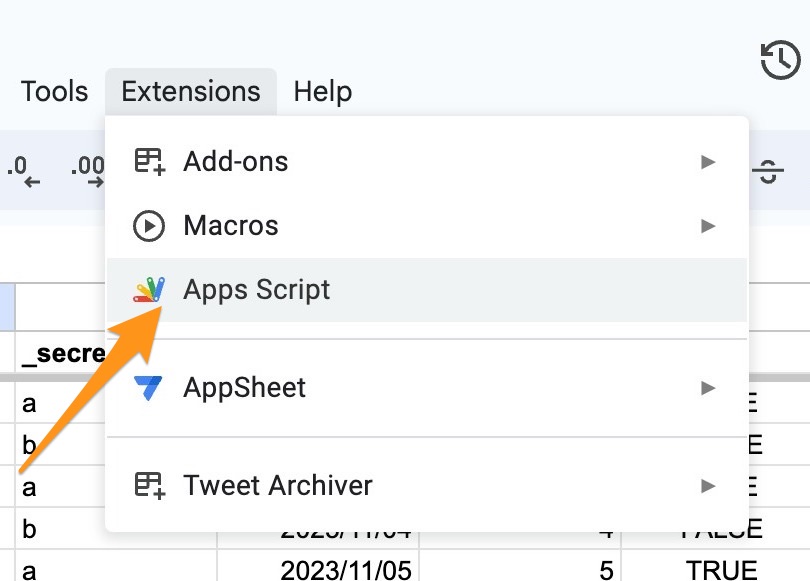 Tools Extensions Help
.0 .00
Add-ons
Macros
Apps Script
_secre
AppSheet
a
b
a
Tweet Archiver
b 2023/11/04 4 FALSE
a 2023/11/05 5 TRUE